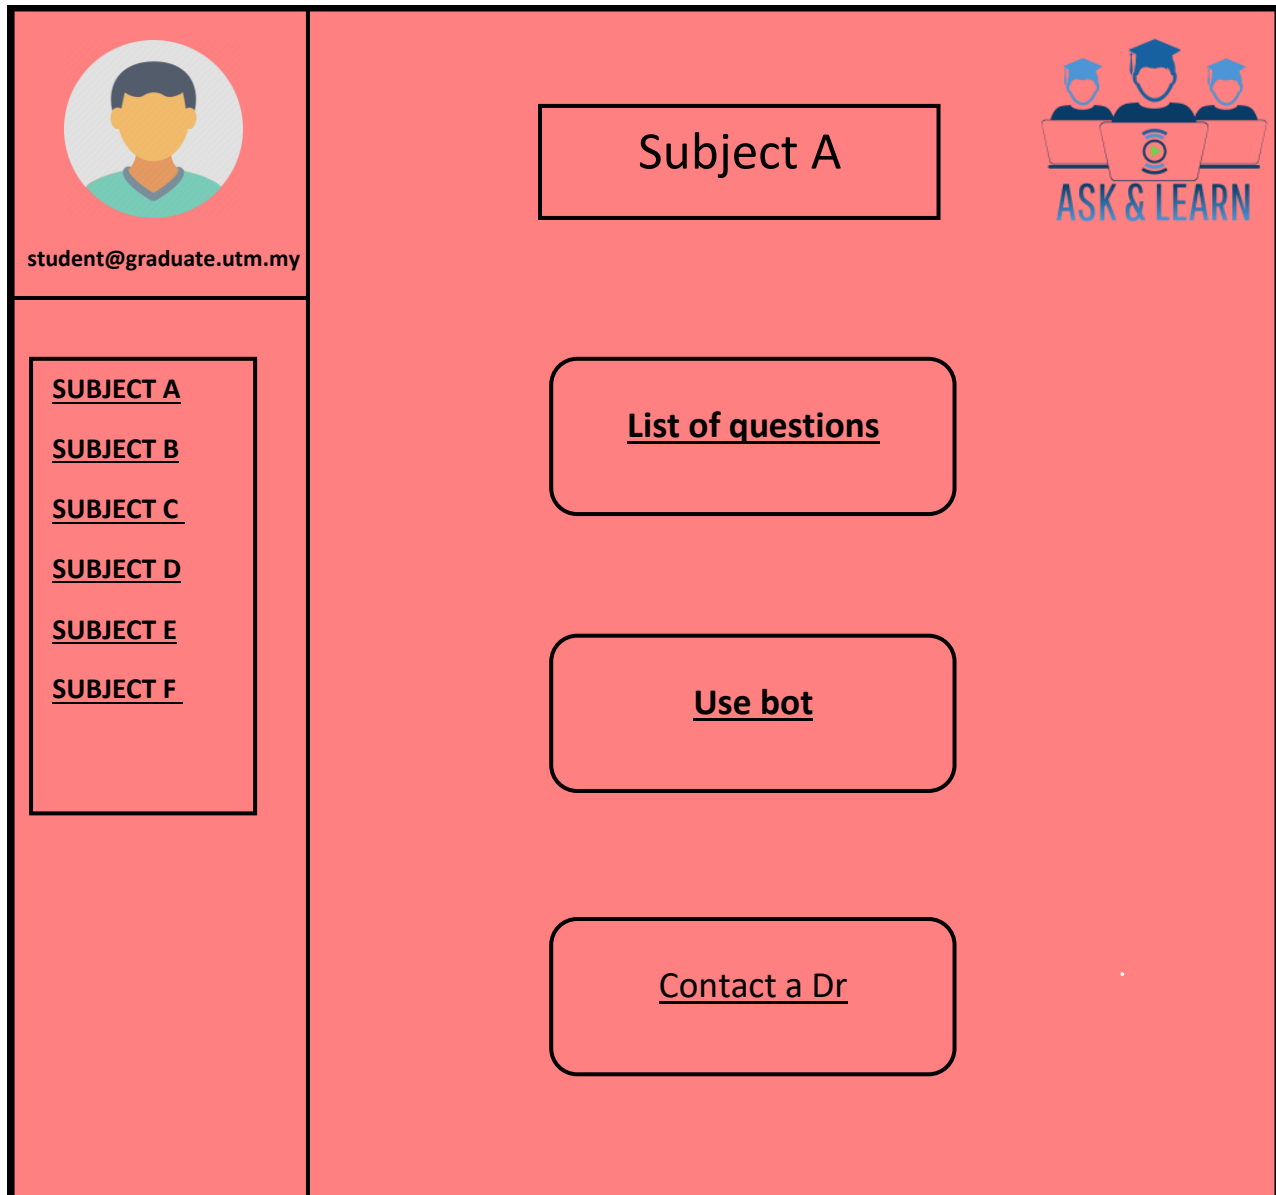 student@graduate.utm.my
SUBJECT A
SUBJECT B
SUBJECT C
SUBJECT D
SUBJECT E
SUBJECT F
Subject A
ASK & LEARN
List of questions
Use bot
Contact a Dr